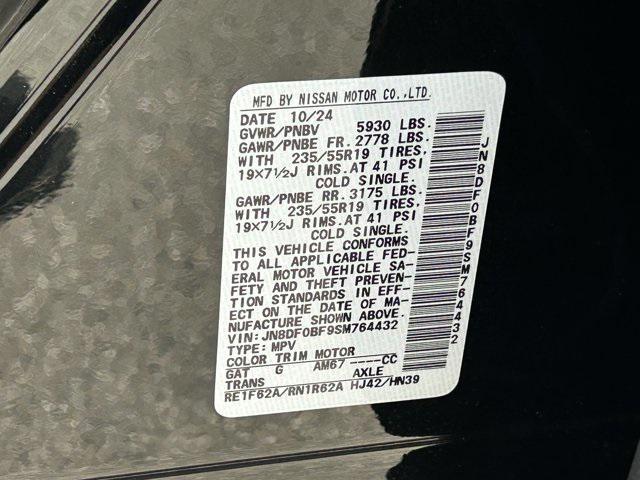 MFD BY NISSAN MOTOR CO.,LTD.
DATE 10/24
GVWR/PNBV 5930 LBS.
GAWR/PNBE FR. 2778 LBS.
WITH 235/55R19 TIRES,
19×7½J RIMS.AT 41 PSI
COLD SINGLE.
GAWR/PNBE RR. 3175 LBS.
WITH 235/55R19 TIRES,
19×7½J RIMS.AT 41 PSI
COLD SINGLE.
THIS VEHICLE CONFORMS
TO ALL APPLICABLE FED-
ERAL MOTOR VEHICLE SA-
FETY AND THEFT PREVEN-
TION STANDARDS IN EFF-
ECT ON THE DATE OF MA-
NUFACTURE SHOWN ABOVE.
VIN:JN8DF0BF9SM764432
TYPE: MPV
COLOR TRIM MOTOR
GAT G AM67 ----CC
TRANS AXLE
RE1F62A/RN1R62A HJ42/HN39
JN8DF0BF9SM764432